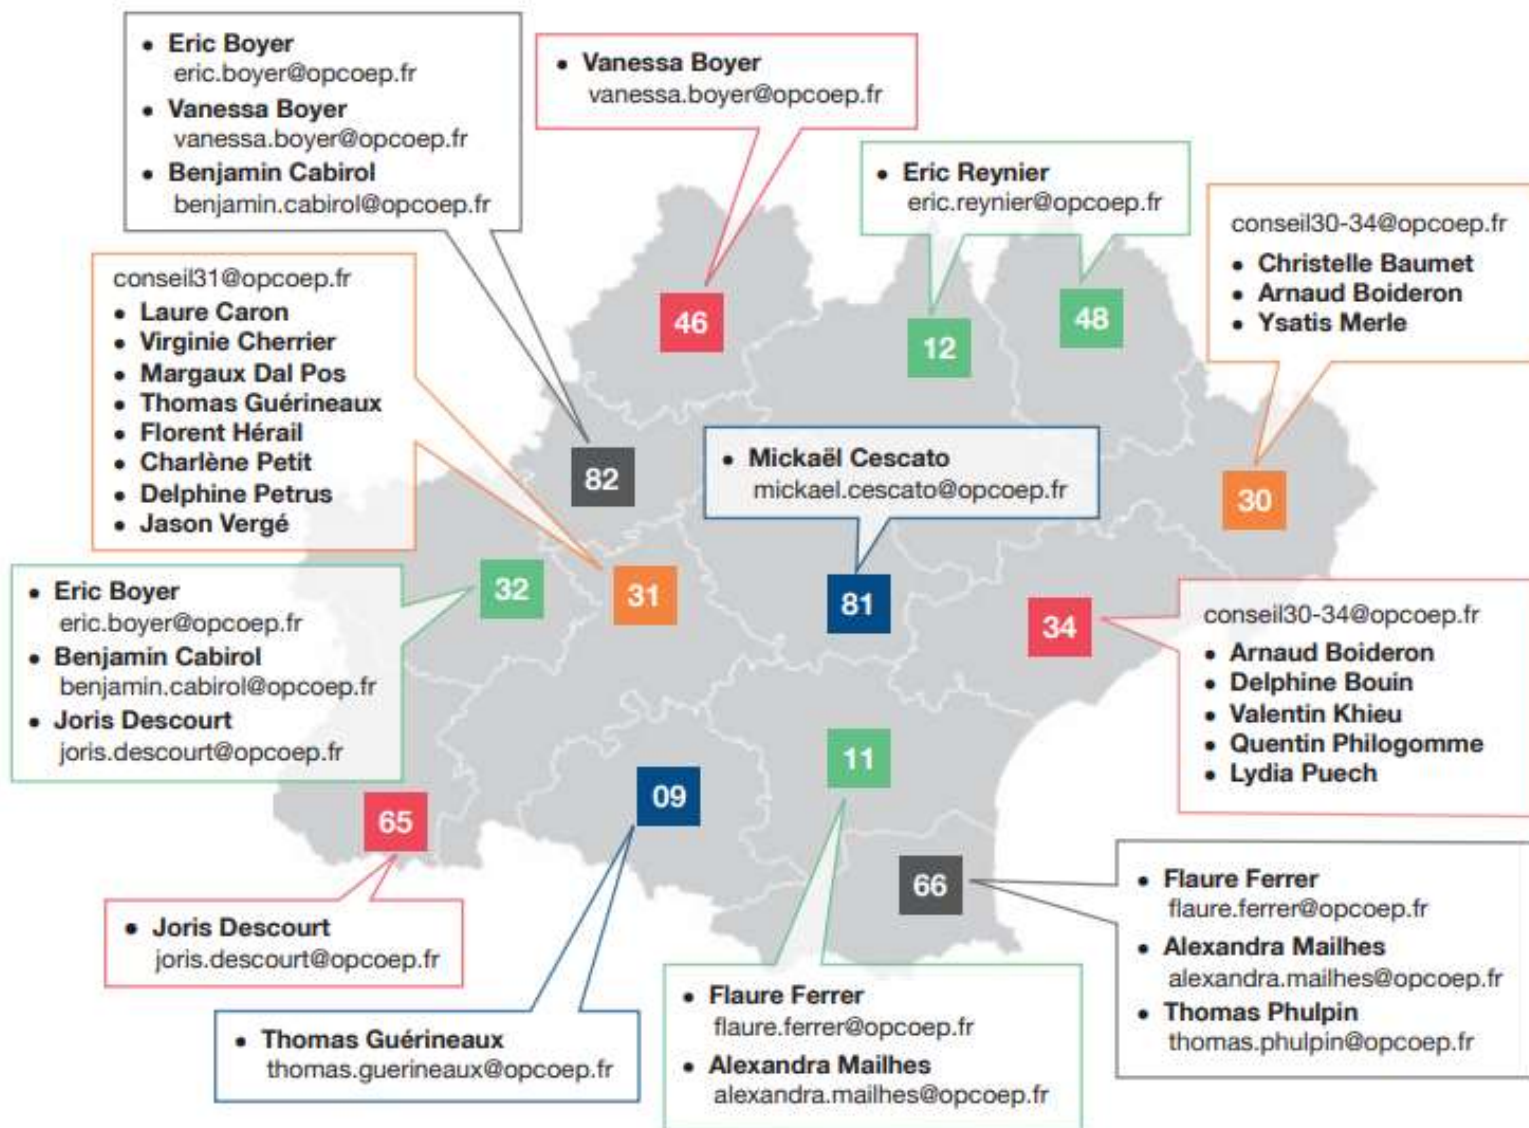 • Eric Boyer
eric.boyer@opcoep.fr
• Vanessa Boyer
vanessa.boyer@opcoep.fr
• Benjamin Cabirol
benjamin.cabirol@opcoep.fr
• Vanessa Boyer
vanessa.boyer@opcoep.fr
• Eric Reynier
eric.reynier@opcoep.fr
conseil30-34@opcoep.fr
• Christelle Baumet
• Arnaud Boideron
• Ysatis Merle
conseil31@opcoep.fr
• Laure Caron
• Virginie Cherrier
• Margaux Dal Pos
• Thomas Guérineaux
• Florent Hérail
• Charlène Petit
• Delphine Petrus
• Jason Vergé
46
12
48
82
• Mickaël Cescato
mickael.cescato@opcoep.fr
30
• Eric Boyer
eric.boyer@opcoep.fr
• Benjamin Cabirol
benjamin.cabirol@opcoep.fr
• Joris Descourt
joris.descourt@opcoep.fr
32
31
81
34
conseil30-34@opcoep.fr
• Arnaud Boideron
• Delphine Bouin
• Valentin Khieu
• Quentin Philogomme
• Lydia Puech
65
09
11
66
• Flaure Ferrer
flaure.ferrer@opcoep.fr
• Alexandra Mailhes
alexandra.mailhes@opcoep.fr
• Thomas Phulpin
thomas.phulpin@opcoep.fr
• Joris Descourt
joris.descourt@opcoep.fr
• Thomas Guérineaux
thomas.guerineaux@opcoep.fr
• Flaure Ferrer
flaure.ferrer@opcoep.fr
• Alexandra Mailhes
alexandra.mailhes@opcoep.fr